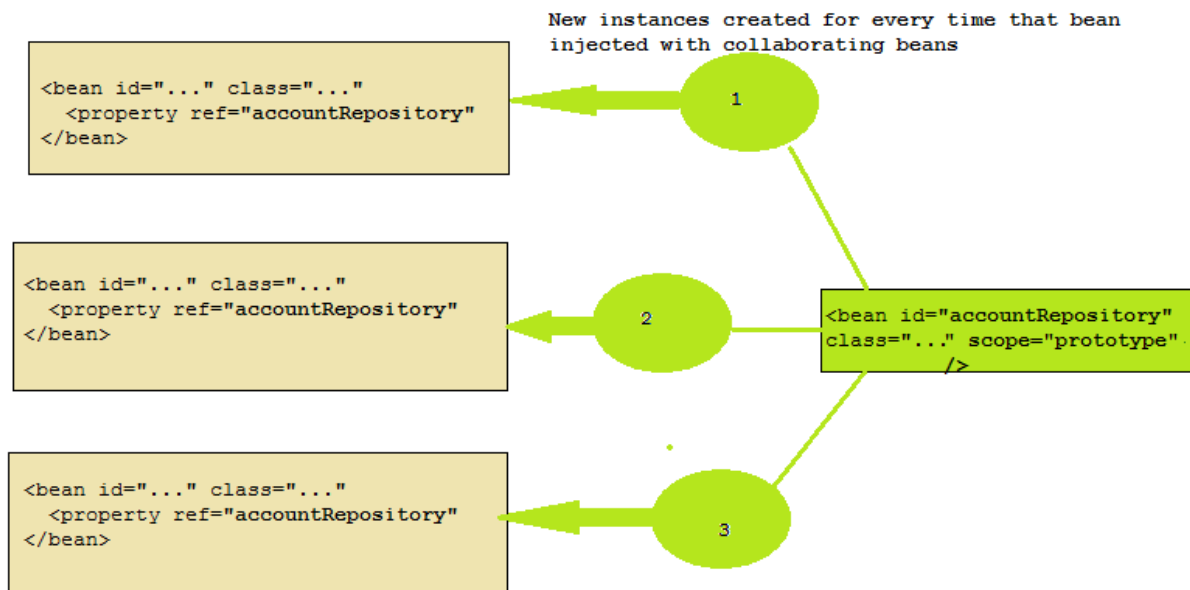 New instances created for every time that bean
injected with collaborating beans
<bean id="..." class="..."
<property ref="accountRepository"
</bean>
1
<bean id="..." class="..."
<property ref="accountRepository"
</bean>
2
<bean id="accountRepository"
class="..." scope="prototype"
/>
<bean id="..." class="..."
<property ref="accountRepository"
</bean>
3